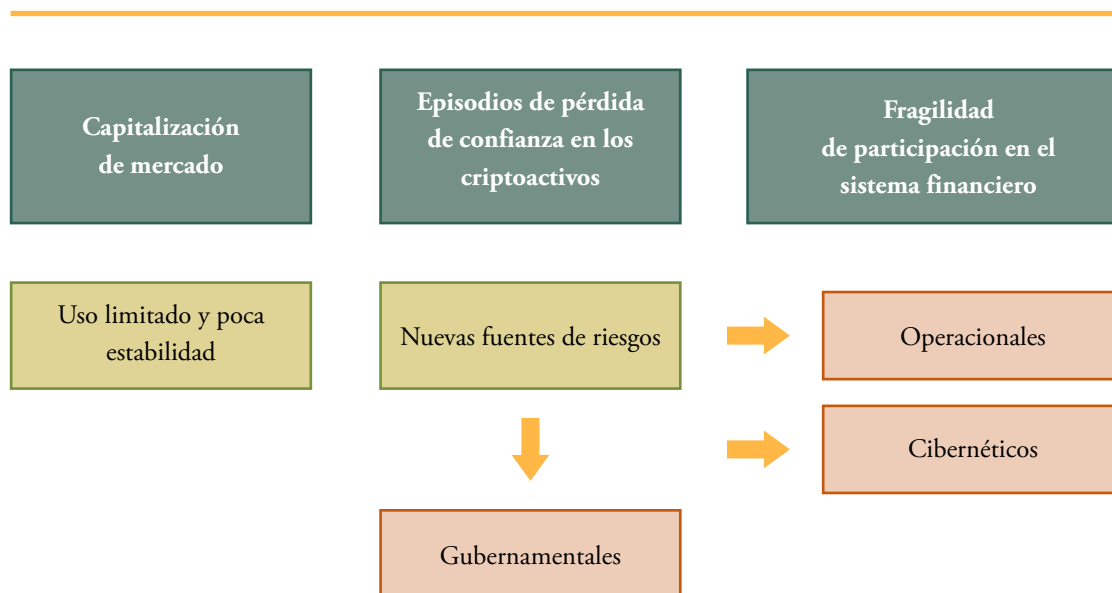 Capitalización
de mercado
Episodios de pérdida
de confianza en los
criptoactivos
Fragilidad
de participación en el
sistema financiero
Uso limitado y poca
estabilidad
Nuevas fuentes de riesgos
Operacionales
Cibernéticos
Gubernamentales